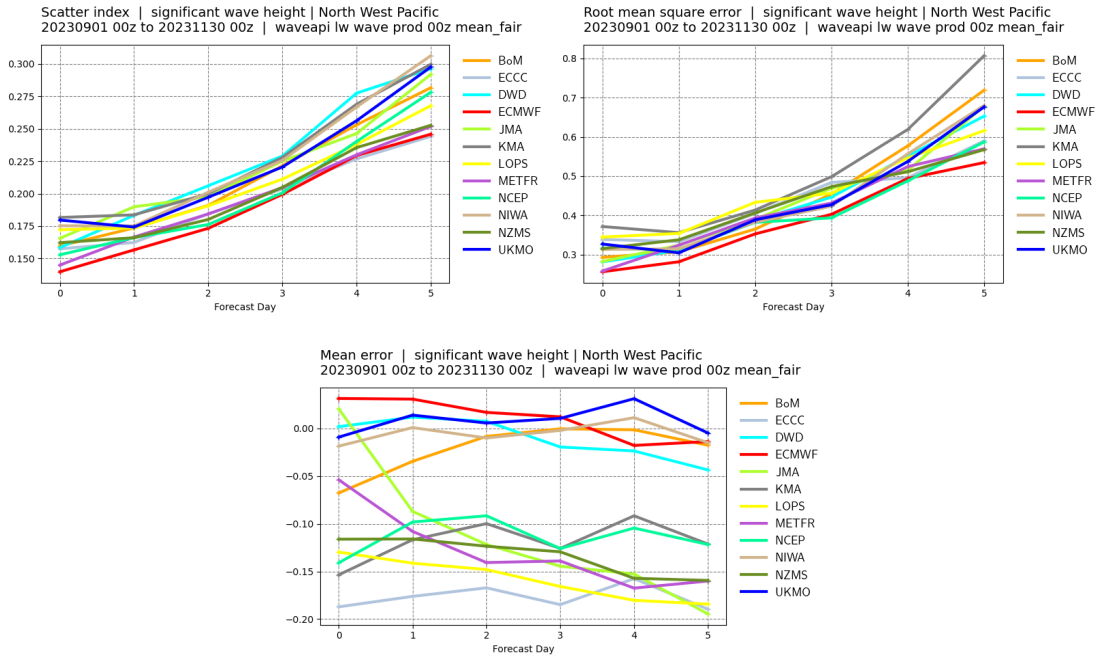 Scatter index | significant wave height | North West Pacific
20230901 00z to 20231130 00z | waveapi lw wave prod 00z mean_fair
0.300
0.275
0.250
0.225
0.200
0.175
0.150
0 1 2 3 4 5
Forecast Day
BoM
ECCC
DWD
ECMWF
JMA
KMA
LOPS
METFR
NCEP
NIWA
NZMS
UKMO
Root mean square error | significant wave height | North West Pacific
20230901 00z to 20231130 00z | waveapi lw wave prod 00z mean_fair
0.8
0.7
0.6
0.5
0.4
0.3
0 1 2 3 4 5
Forecast Day
BoM
ECCC
DWD
ECMWF
JMA
KMA
LOPS
METFR
NCEP
NIWA
NZMS
UKMO
Mean error | significant wave height | North West Pacific
20230901 00z to 20231130 00z | waveapi lw wave prod 00z mean_fair
0.00
−0.05
−0.10
−0.15
−0.20
0 1 2 3 4 5
Forecast Day
BoM
ECCC
DWD
ECMWF
JMA
KMA
LOPS
METFR
NCEP
NIWA
NZMS
UKMO